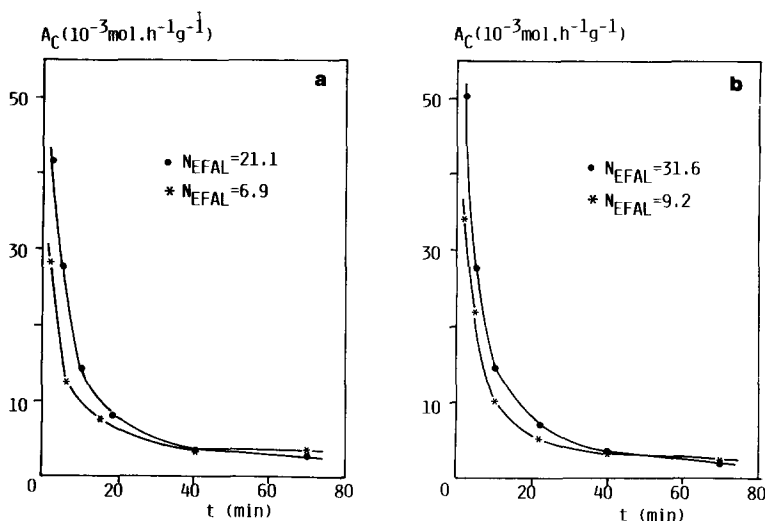 A_C(10⁻³mol.h⁻¹g⁻¹)
a
50
30
10
0
20
40
60
80
t (min)
● N_EFAL=21.1
* N_EFAL=6.9
A_C(10⁻³mol.h⁻¹g⁻¹)
b
50
30
10
0
20
40
60
80
t (min)
● N_EFAL=31.6
* N_EFAL=9.2